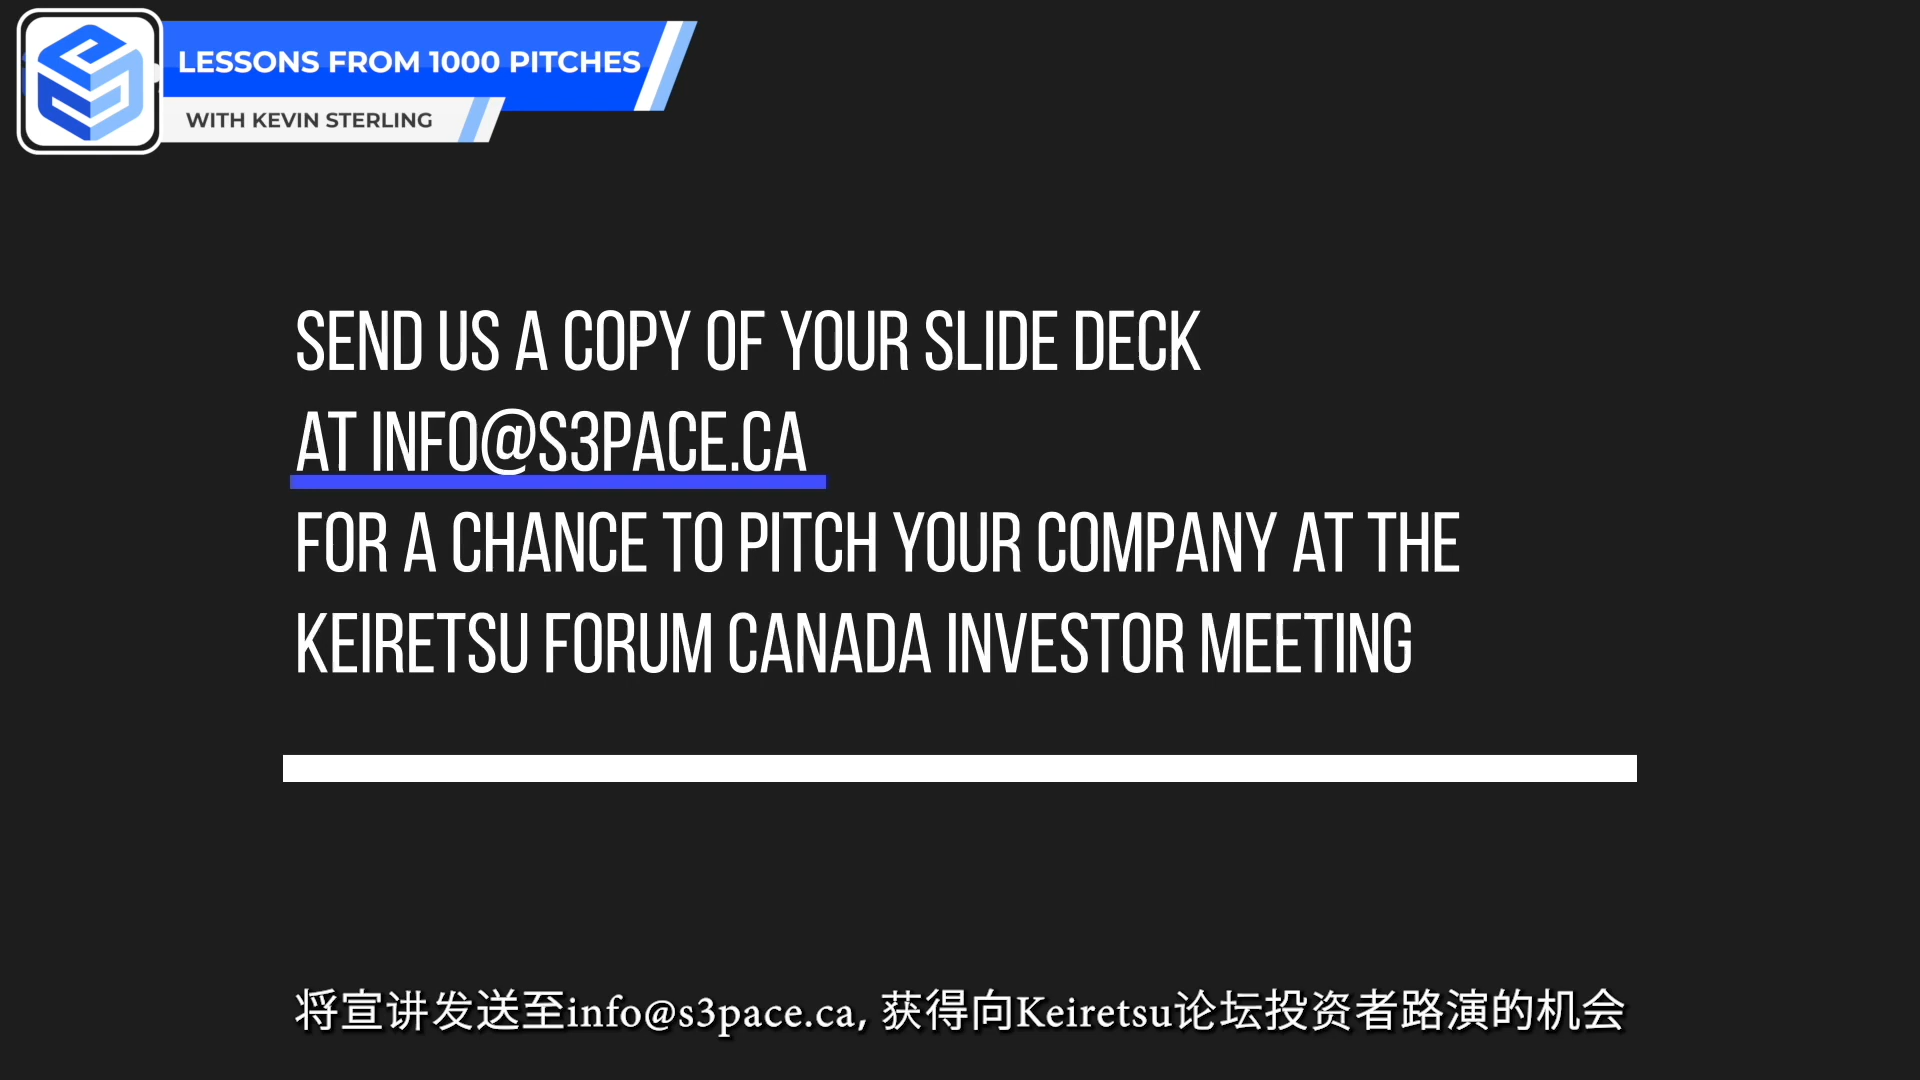 LESSONS FROM 1000 PITCHES
WITH KEVIN STERLING
SEND US A COPY OF YOUR SLIDE DECK
AT INFO@S3PACE.CA
FOR A CHANCE TO PITCH YOUR COMPANY AT THE
KEIRETSU FORUM CANADA INVESTOR MEETING
将宣讲发送至info@s3pace.ca, 获得向Keiretsu论坛投资者路演的机会